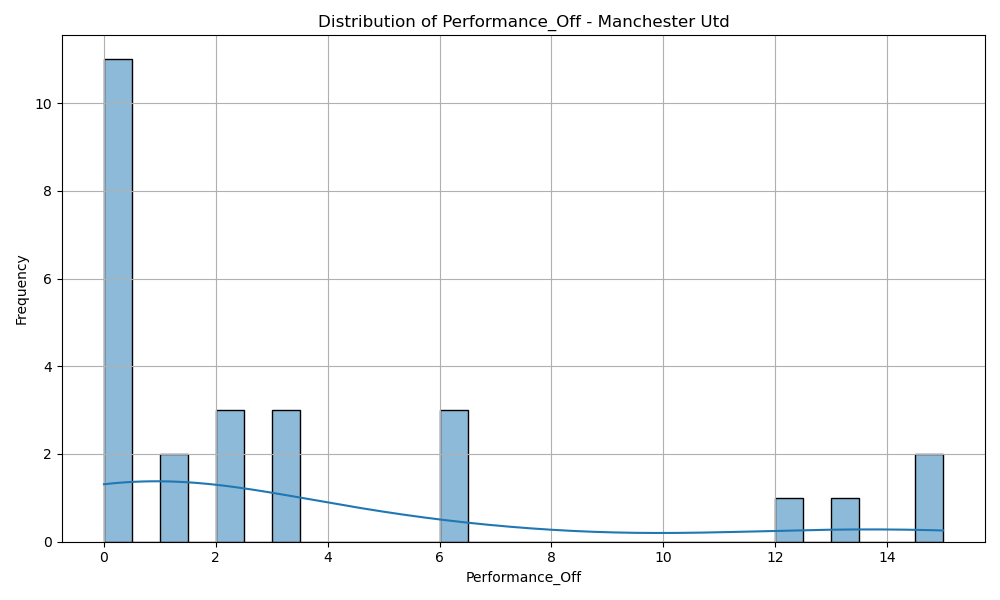 Distribution of Performance_Off - Manchester Utd
Frequency
10
8
6
4
2
0
0 2 4 6 8 10 12 14
Performance_Off